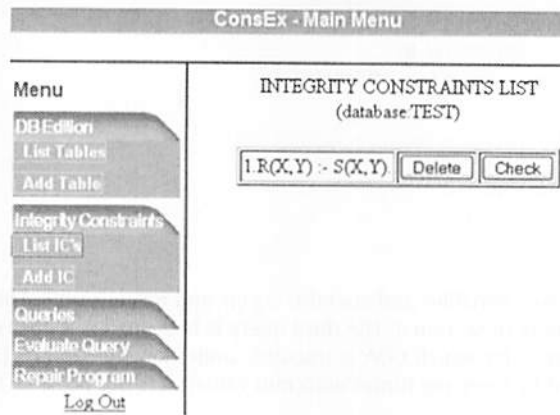 ConsEx - Main Menu
Menu
DB Edition
List Tables
Add Table
Integrity Constraints
List IC's
Add IC
Queries
Evaluate Query
Repair Program
Log Out
INTEGRITY CONSTRAINTS LIST
(database:TEST)
1.R(X,Y) :- S(X,Y). Delete Check